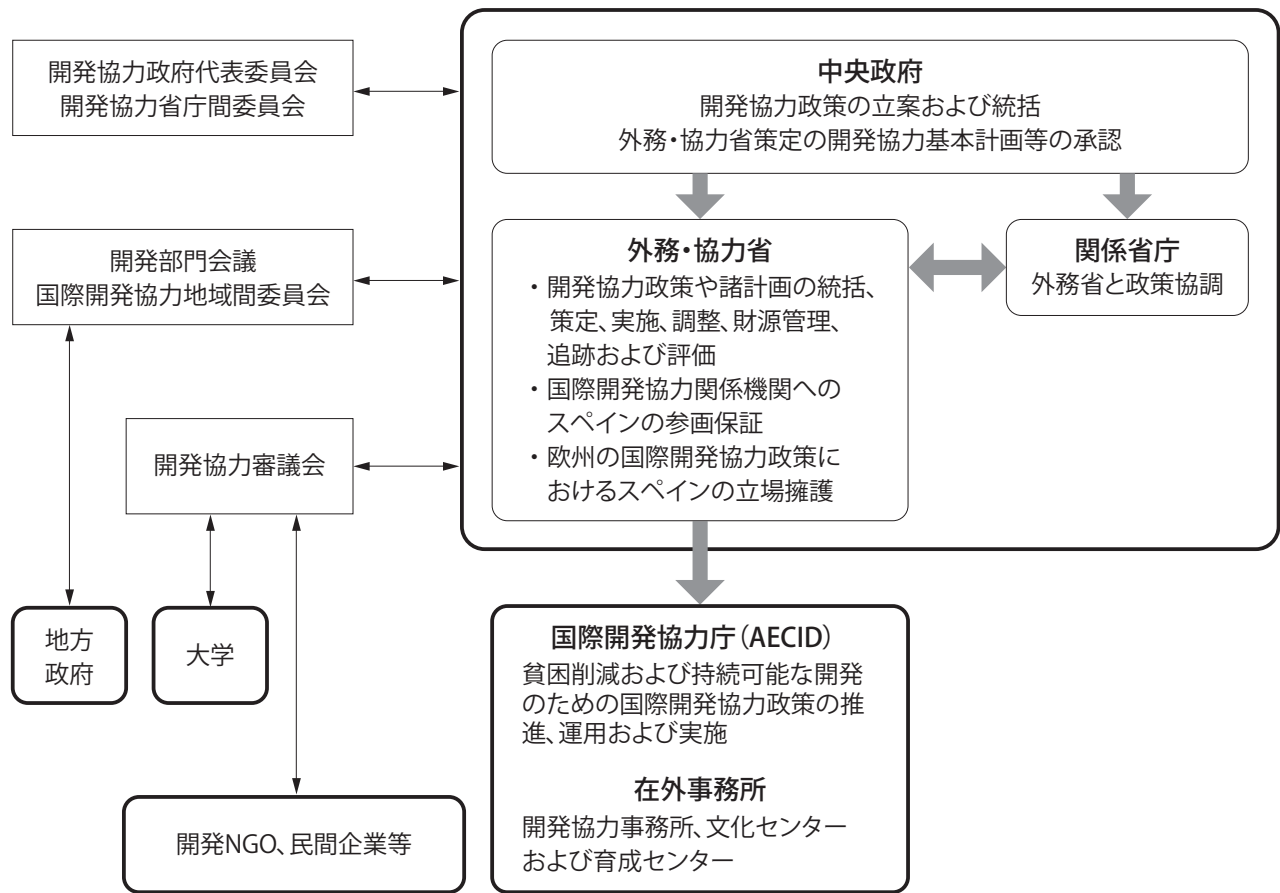 開発協力政府代表委員会
開発協力省庁間委員会
中央政府
開発協力政策の立案および統括
外務・協力省策定の開発協力基本計画等の承認
開発部門会議
国際開発協力地域間委員会
外務・協力省
・開発協力政策や諸計画の統括、
策定、実施、調整、財源管理、
追跡および評価
・国際開発協力関係機関への
スペインの参画保証
・欧州の国際開発協力政策に
おけるスペインの立場擁護
関係省庁
外務省と政策協調
開発協力審議会
地方
政府
大学
開発NGO、民間企業等
国際開発協力庁(AECID)
貧困削減および持続可能な開発
のための国際開発協力政策の推
進、運用および実施
在外事務所
開発協力事務所、文化センター
および育成センター